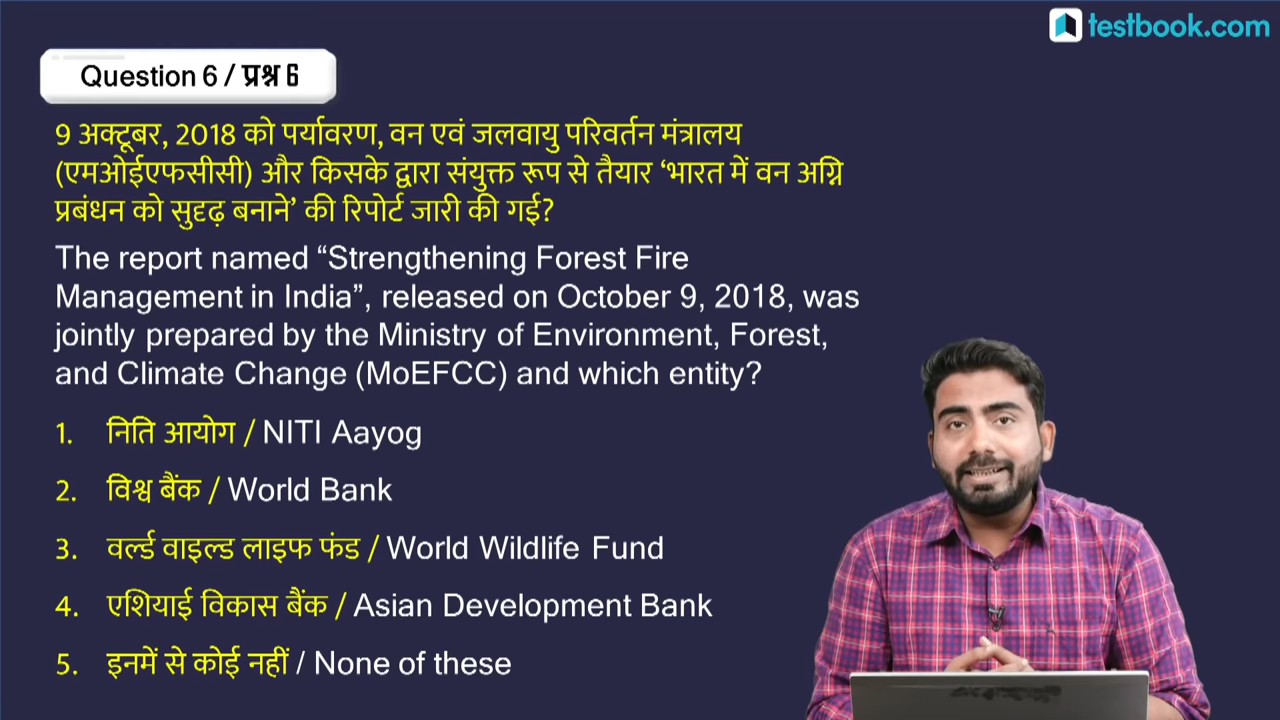 testbook.com
Question 6 / प्रश्न 6
9 अक्टूबर, 2018 को पर्यावरण, वन एवं जलवायु परिवर्तन मंत्रालय
(एमओईएफसीसी) और किसके द्वारा संयुक्त रूप से तैयार ‘भारत में वन अग्नि
प्रबंधन को सुदृढ़ बनाने’ की रिपोर्ट जारी की गई?
The report named “Strengthening Forest Fire
Management in India”, released on October 9, 2018, was
jointly prepared by the Ministry of Environment, Forest,
and Climate Change (MoEFCC) and which entity?
1. निति आयोग / NITI Aayog
2. विश्व बैंक / World Bank
3. वर्ल्ड वाइल्ड लाइफ फंड / World Wildlife Fund
4. एशियाई विकास बैंक / Asian Development Bank
5. इनमें से कोई नहीं / None of these